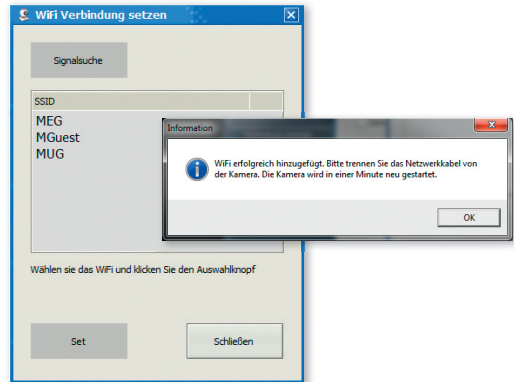 WiFi Verbindung setzen
Signalsuche
SSID
MEG
MGuest
MUG
Information
WiFi erfolgreich hinzugefügt. Bitte trennen Sie das Netzwerkkabel von
der Kamera. Die Kamera wird in einer Minute neu gestartet.
OK
Wählen sie das WiFi und klicken Sie den Auswahlknopf
Set
Schließen